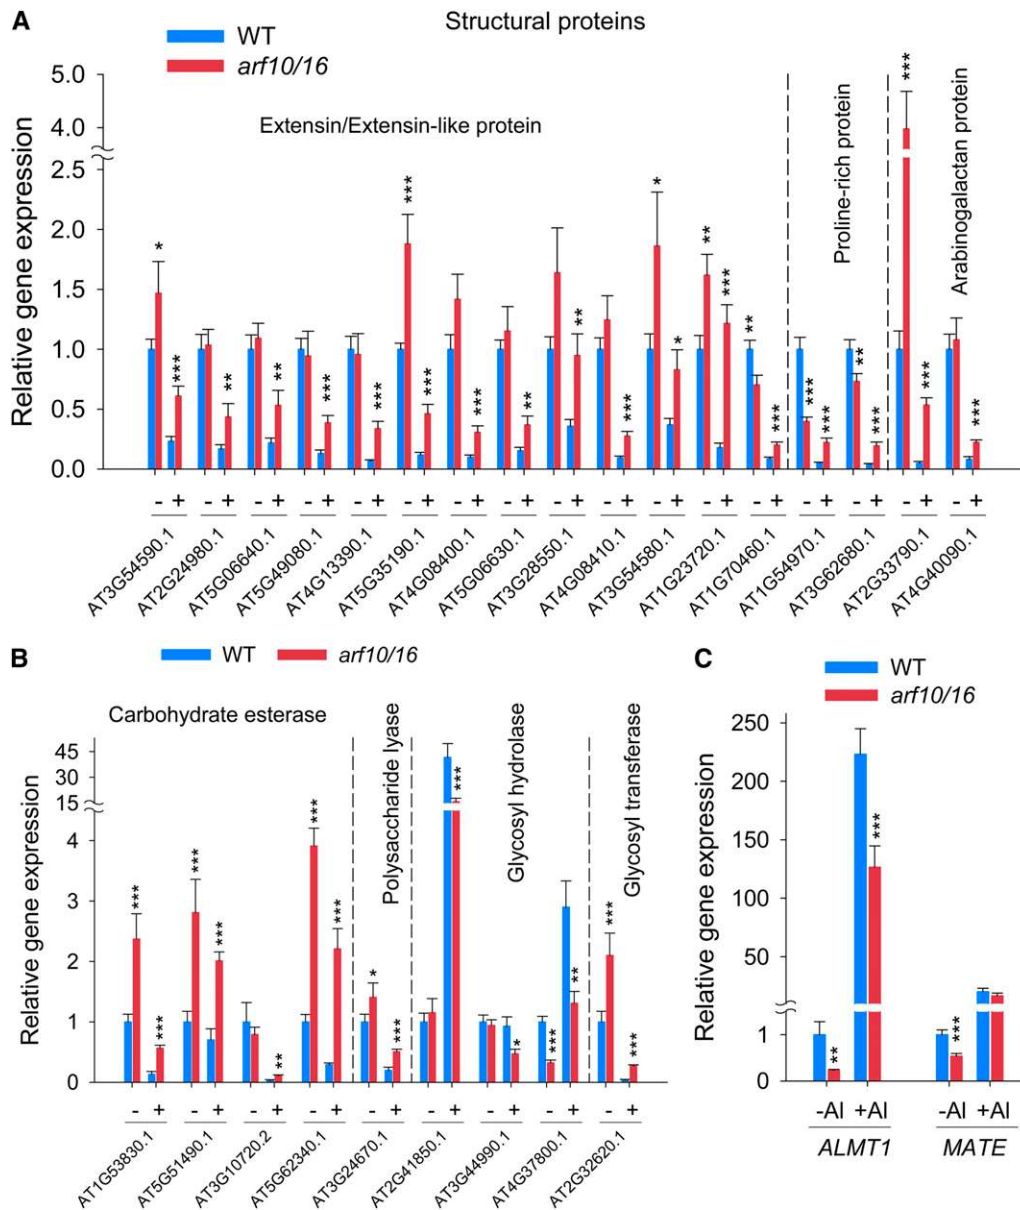 A
Structural proteins
WT
arf10/16
Relative gene expression
5.0
4.0
2.5
2.0
1.5
1.0
0.5
0.0
Extensin/Extensin-like protein
Proline-rich protein
Arabinogalactan protein
* *** ** ** *** *** *** *** *** ** ** *** * * ** *** ** *** *** *** ** *** *** *** ***
- + - + - + - + - + - + - + - + - + - + - + - + - + - + - + - + - +
AT3G54590.1
AT2G24980.1
AT5G06640.1
AT5G49080.1
AT4G13390.1
AT5G35190.1
AT4G08400.1
AT5G06630.1
AT3G28550.1
AT4G08410.1
AT3G54580.1
AT1G23720.1
AT1G70460.1
AT1G54970.1
AT3G62680.1
AT2G33790.1
AT4G40090.1
B
WT
arf10/16
Relative gene expression
45
30
15
4
3
2
1
0
Carbohydrate esterase
Polysaccharide lyase
Glycosyl hydrolase
Glycosyl transferase
*** *** *** *** ** *** *** * *** *** * *** ** *** ***
- + - + - + - + - + - + - + - + - +
AT1G53830.1
AT5G51490.1
AT3G10720.2
AT5G62340.1
AT3G24670.1
AT2G41850.1
AT3G44990.1
AT4G37800.1
AT2G32620.1
C
WT
arf10/16
Relative gene expression
250
200
150
100
50
1
0
** *** ***
-Al +Al -Al +Al
ALMT1 MATE